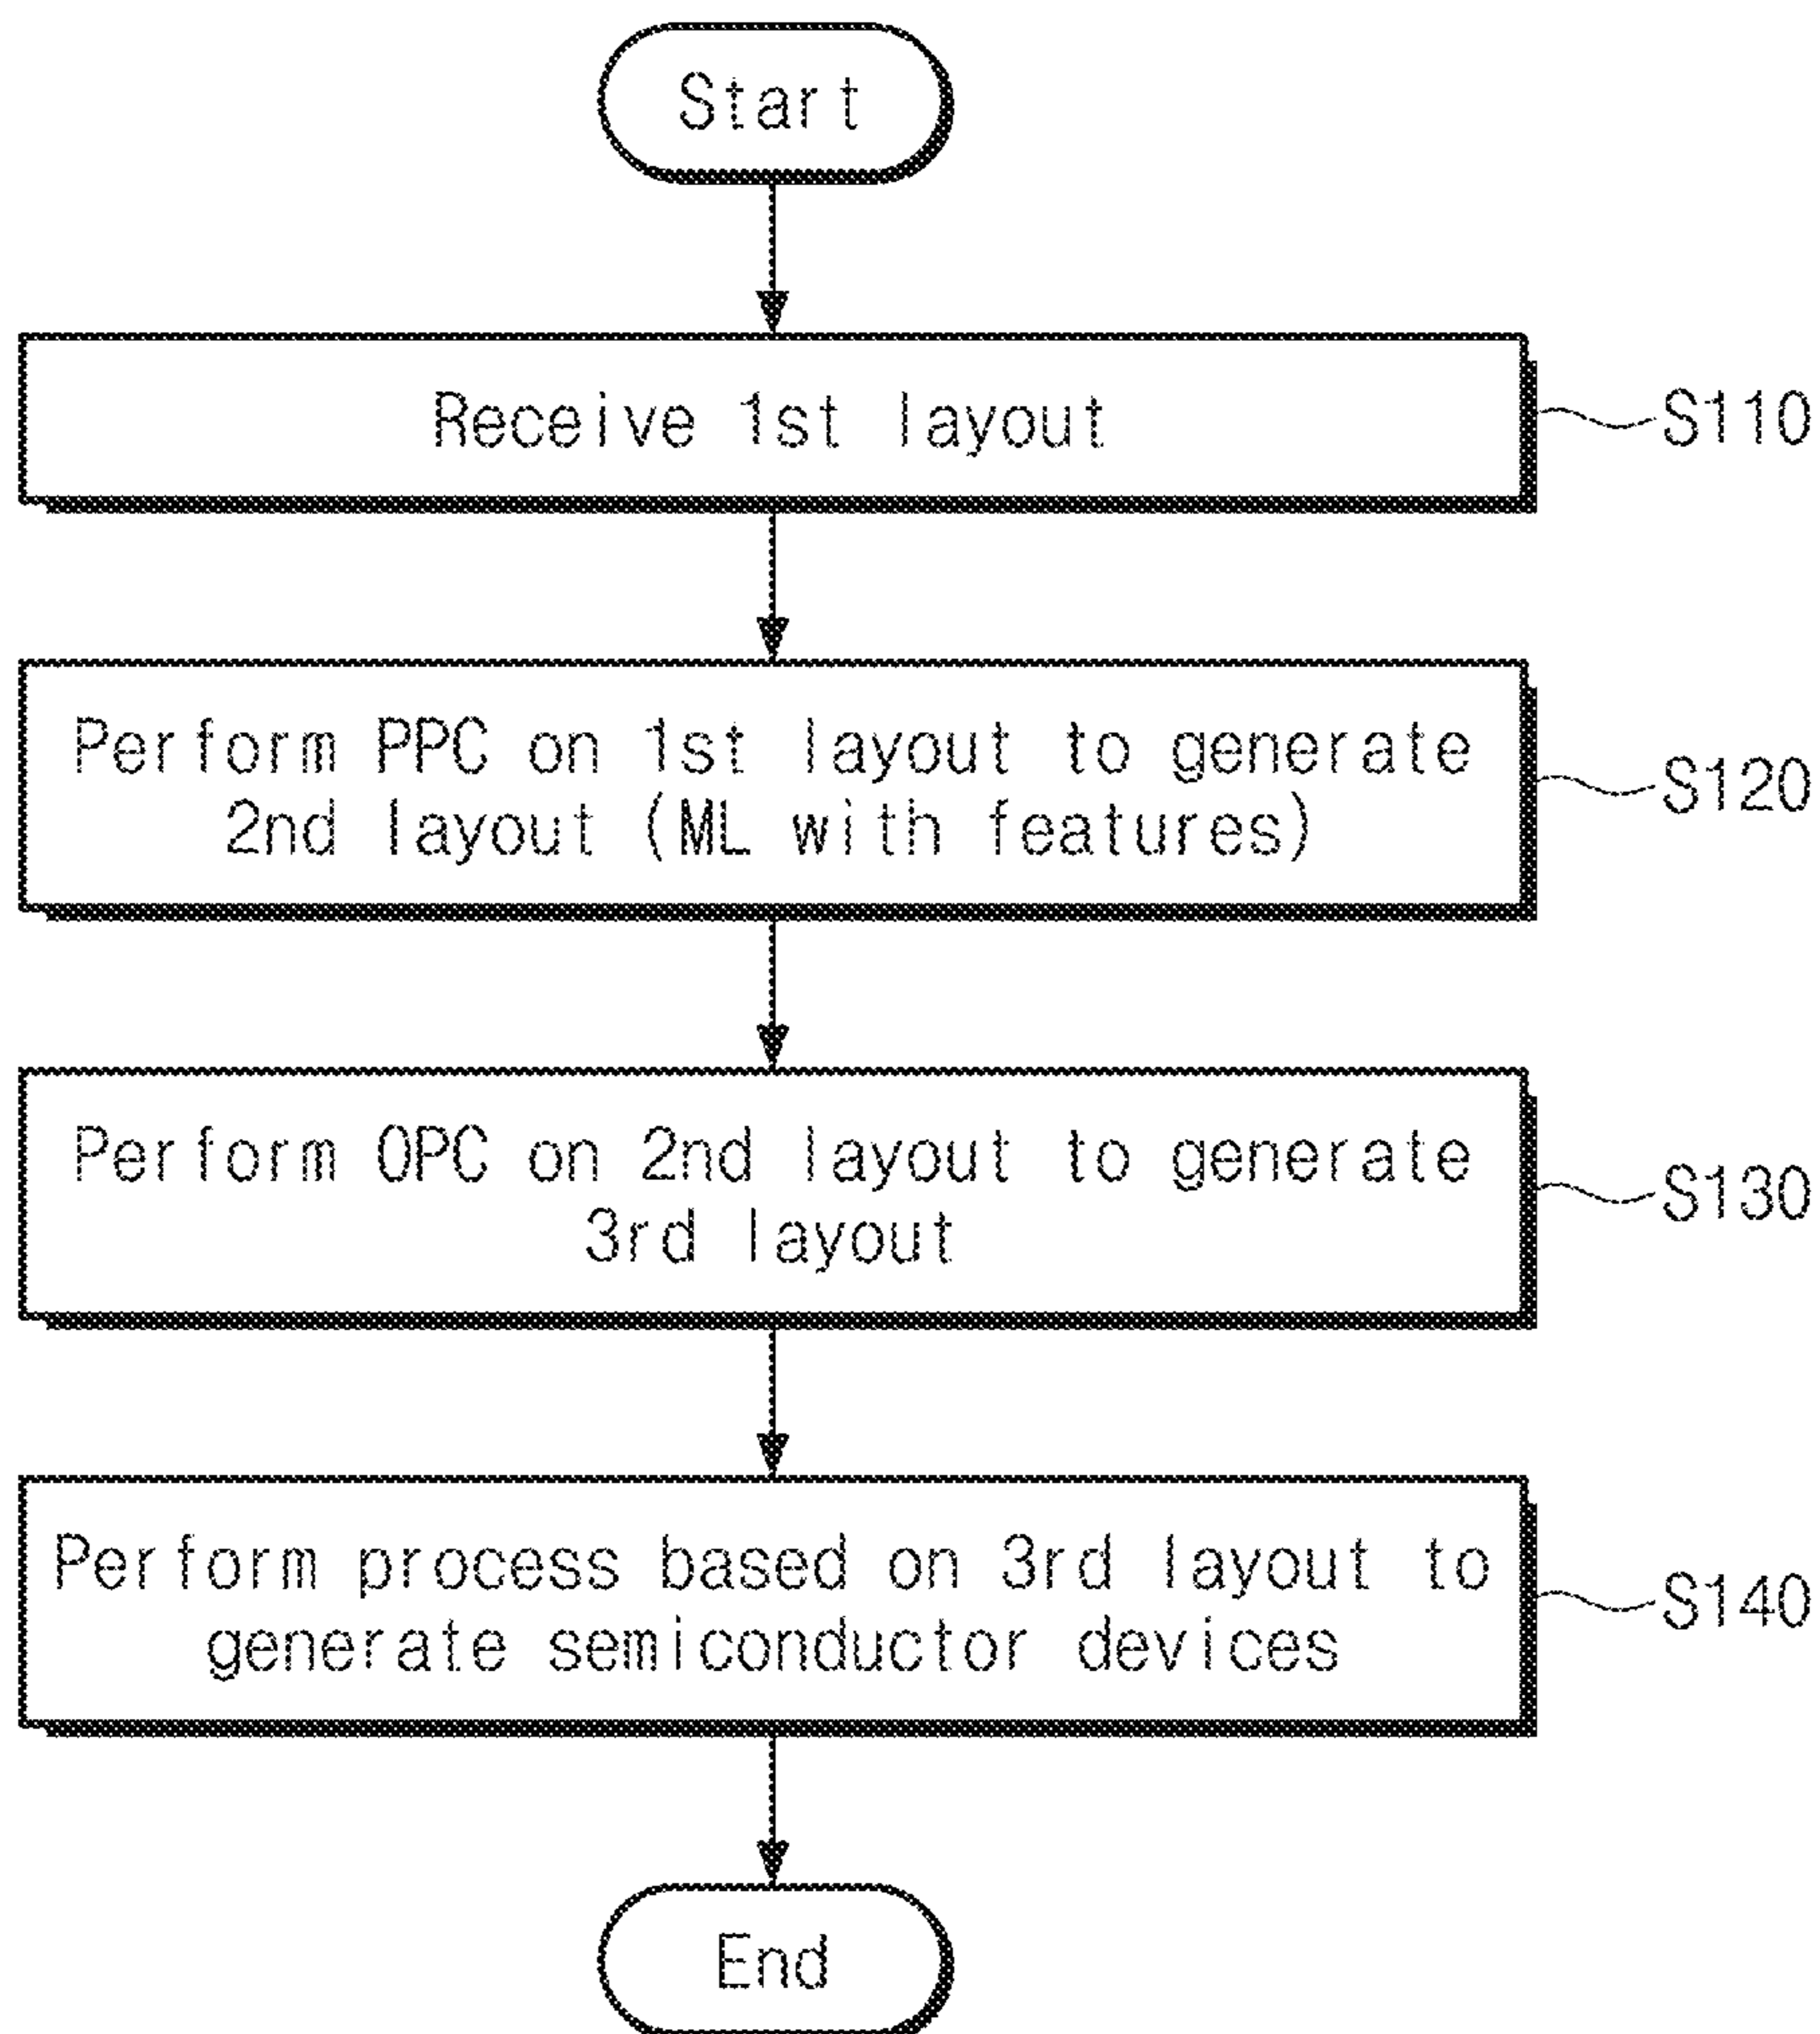 Start
Receive 1st layout
S110
Perform PPC on 1st layout to generate
2nd layout (ML with features)
S120
Perform OPC on 2nd layout to generate
3rd layout
S130
Perform process based on 3rd layout to
generate semiconductor devices
S140
End